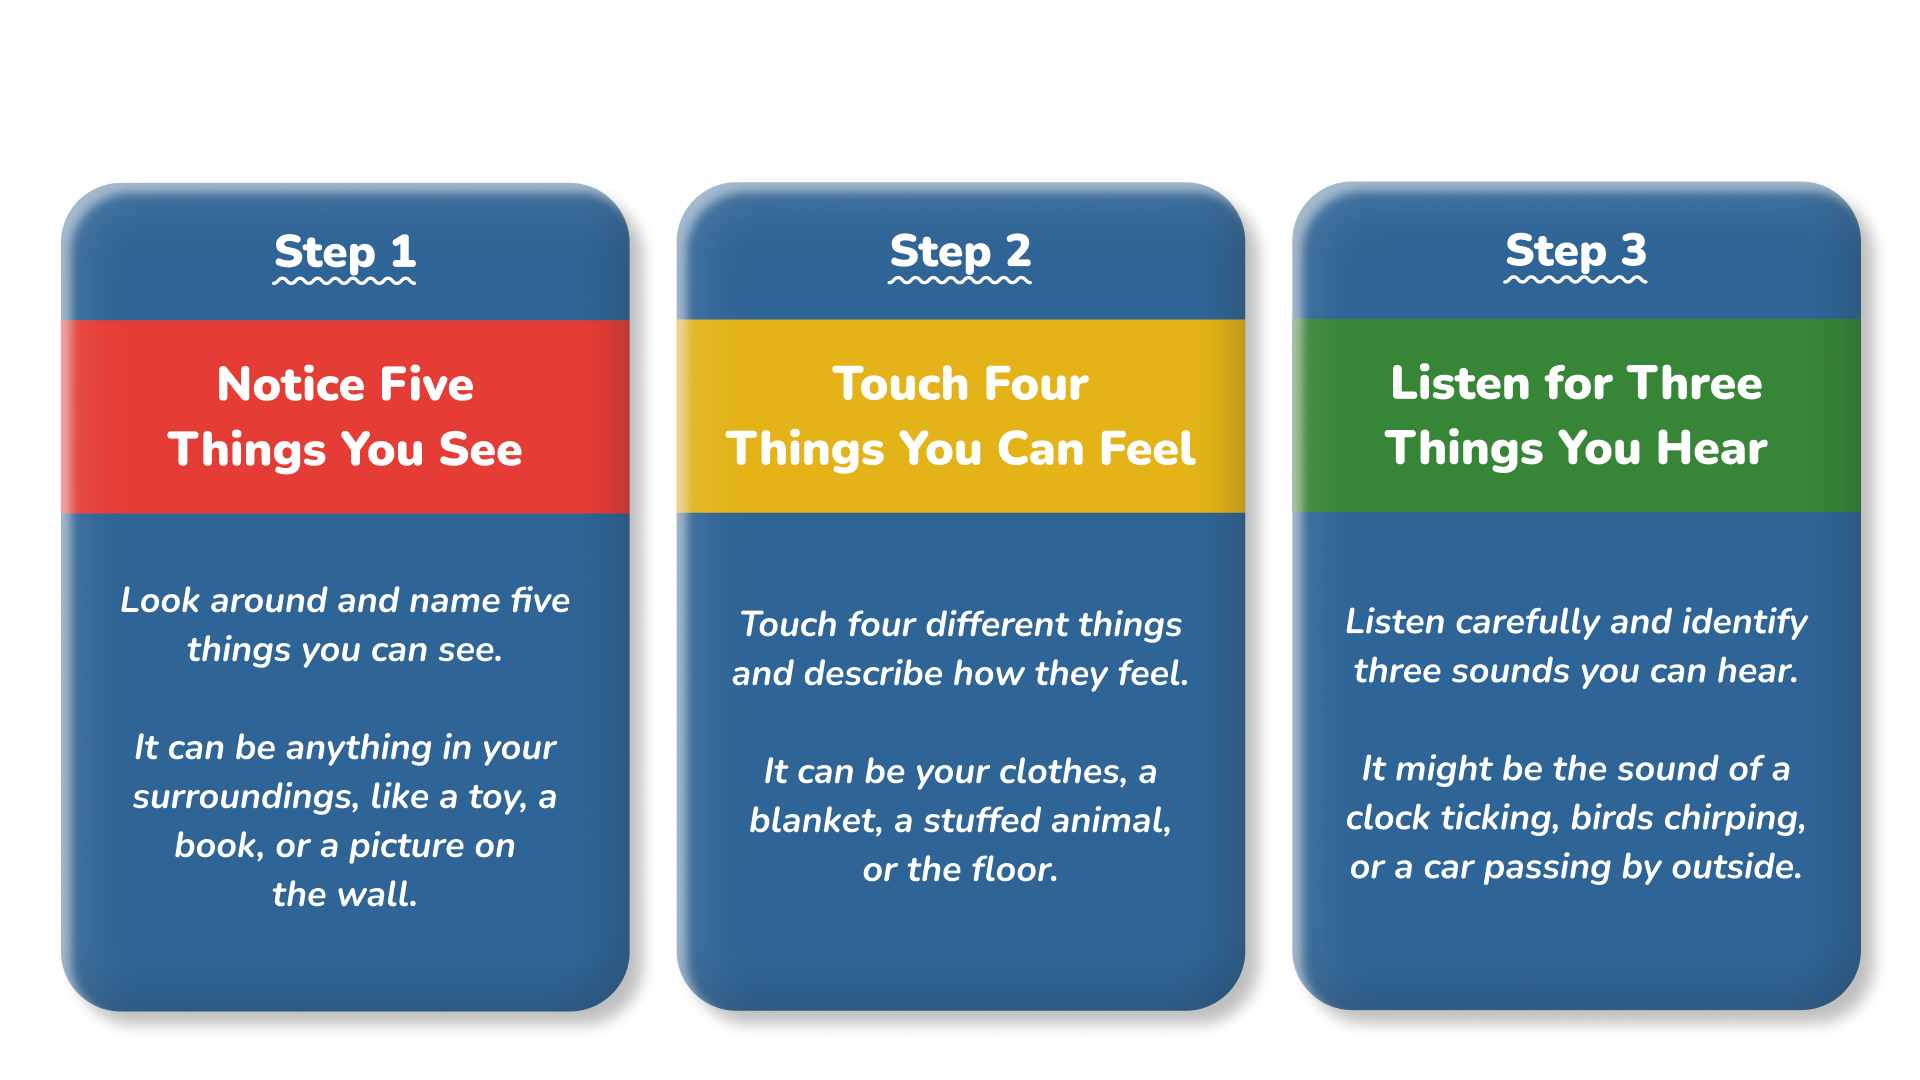 Step 1
Notice Five
Things You See
Look around and name five
things you can see.
It can be anything in your
surroundings, like a toy, a
book, or a picture on
the wall.
Step 2
Touch Four
Things You Can Feel
Touch four different things
and describe how they feel.
It can be your clothes, a
blanket, a stuffed animal,
or the floor.
Step 3
Listen for Three
Things You Hear
Listen carefully and identify
three sounds you can hear.
It might be the sound of a
clock ticking, birds chirping,
or a car passing by outside.